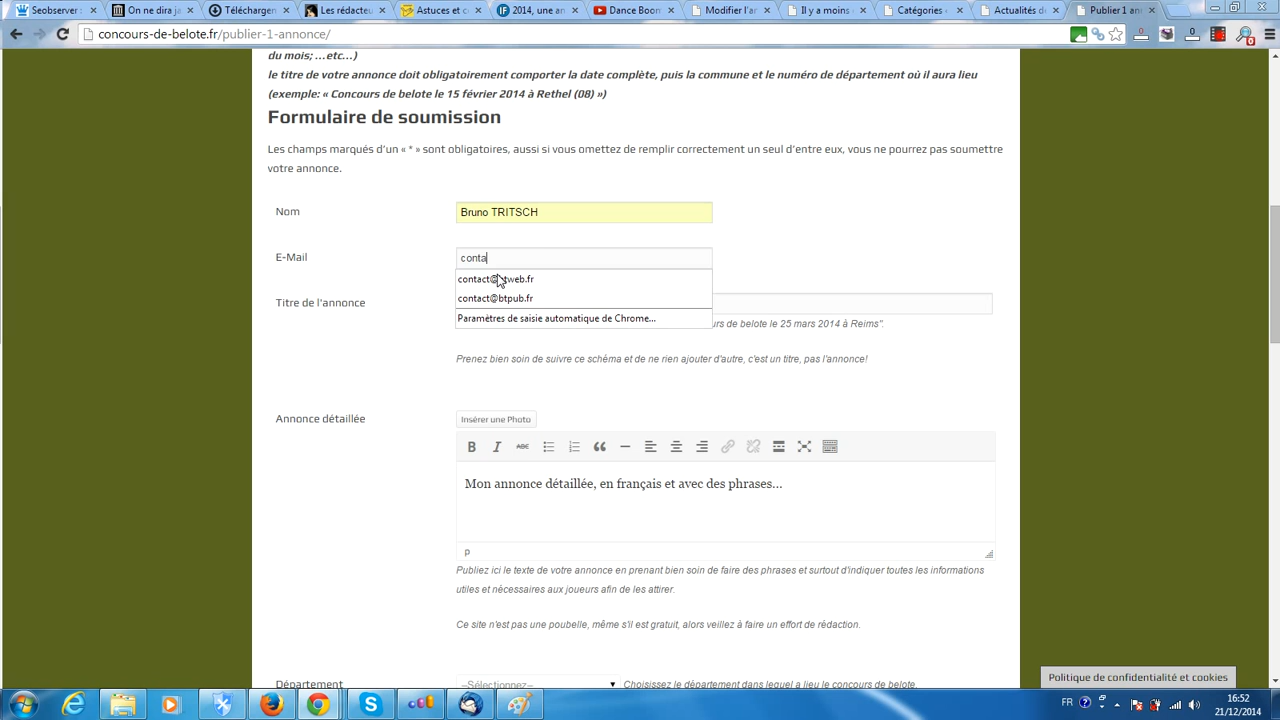 Seobserver :
On ne dira je
Téléchargen
Les rédacteu
Astuces et c
2014, une an
Dance Boom
Modifier l'ar
Il y a moins
Catégories
Actualités d
Publier 1 ann
concours-de-belote.fr/publier-1-annonce/
du mois; ...etc...)
le titre de votre annonce doit obligatoirement comporter la date complète, puis la commune et le numéro de département où il aura lieu
(exemple: « Concours de belote le 15 février 2014 à Rethel (08) »)
Formulaire de soumission
Les champs marqués d'un « * » sont obligatoires, aussi si vous omettez de remplir correctement un seul d'entre eux, vous ne pourrez pas soumettre
votre annonce.
Nom
Bruno TRITSCH
E-Mail
conta
contact@btweb.fr
contact@btpub.fr
Titre de l'annonce
Paramètres de saisie automatique de Chrome...
urs de belote le 25 mars 2014 à Reims".
Prenez bien soin de suivre ce schéma et de ne rien ajouter d'autre, c'est un titre, pas l'annonce!
Annonce détaillée
Insérer une Photo
B I ABC
Mon annonce détaillée, en français et avec des phrases...
p
Publiez ici le texte de votre annonce en prenant bien soin de faire des phrases et surtout d'indiquer toutes les informations
utiles et nécessaires aux joueurs afin de les attirer.
Ce site n'est pas une poubelle, même s'il est gratuit, alors veillez à faire un effort de rédaction.
Département
--Sélectionnez--
Choisissez le département dans lequel a lieu le concours de belote.
Politique de confidentialité et cookies
FR
16:52
21/12/2014